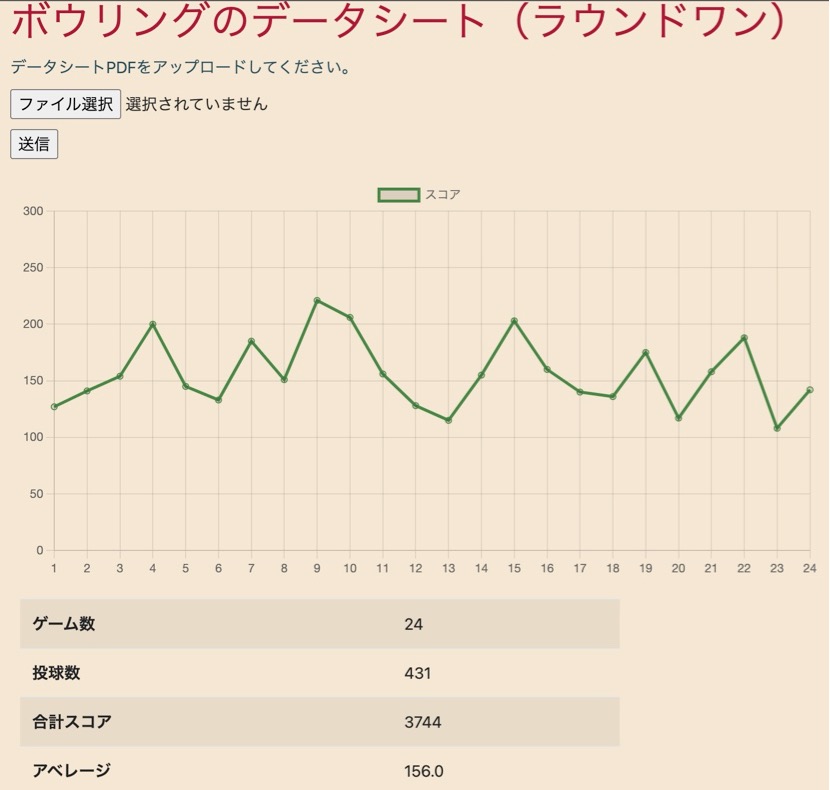 ボウリングのデータシート（ラウンドワン）
データシートPDFをアップロードしてください。
ファイル選択 選択されていません
送信
スコア
300
250
200
150
100
50
0
1 2 3 4 5 6 7 8 9 10 11 12 13 14 15 16 17 18 19 20 21 22 23 24
ゲーム数 24
投球数 431
合計スコア 3744
アベレージ 156.0